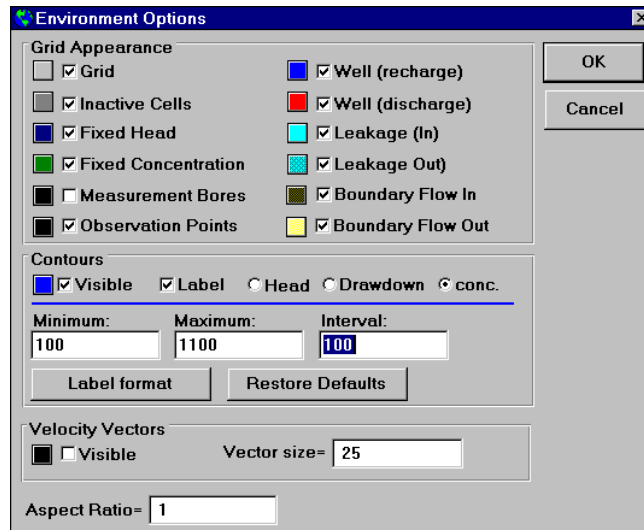 Environment Options
Grid Appearance
Grid
Well (recharge)
Inactive Cells
Well (discharge)
Fixed Head
Leakage (In)
Fixed Concentration
Leakage Out)
Measurement Bores
Boundary Flow In
Observation Points
Boundary Flow Out
OK
Cancel
Contours
Visible Label Head Drawdown conc.
Minimum: Maximum: Interval:
100 1100 100
Label format Restore Defaults
Velocity Vectors
Visible Vector size= 25
Aspect Ratio= 1